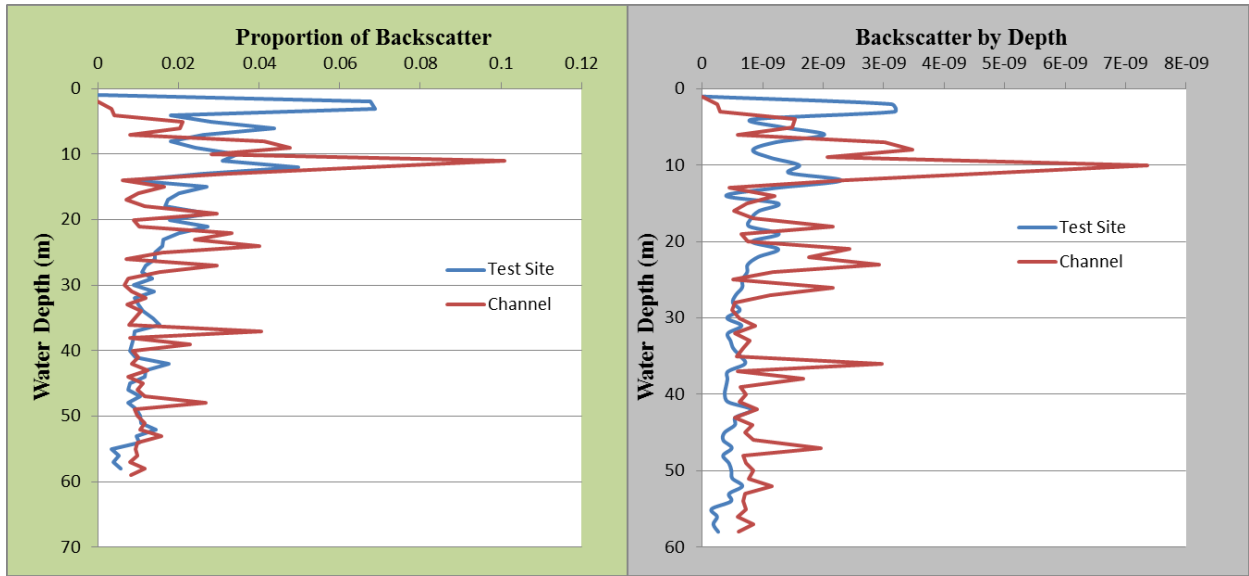 Proportion of Backscatter
0 0.02 0.04 0.06 0.08 0.1 0.12
0
10
20
30
40
50
60
70
Water Depth (m)
Test Site
Channel
Backscatter by Depth
0 1E-09 2E-09 3E-09 4E-09 5E-09 6E-09 7E-09 8E-09
0
10
20
30
40
50
60
Water Depth (m)
Test Site
Channel